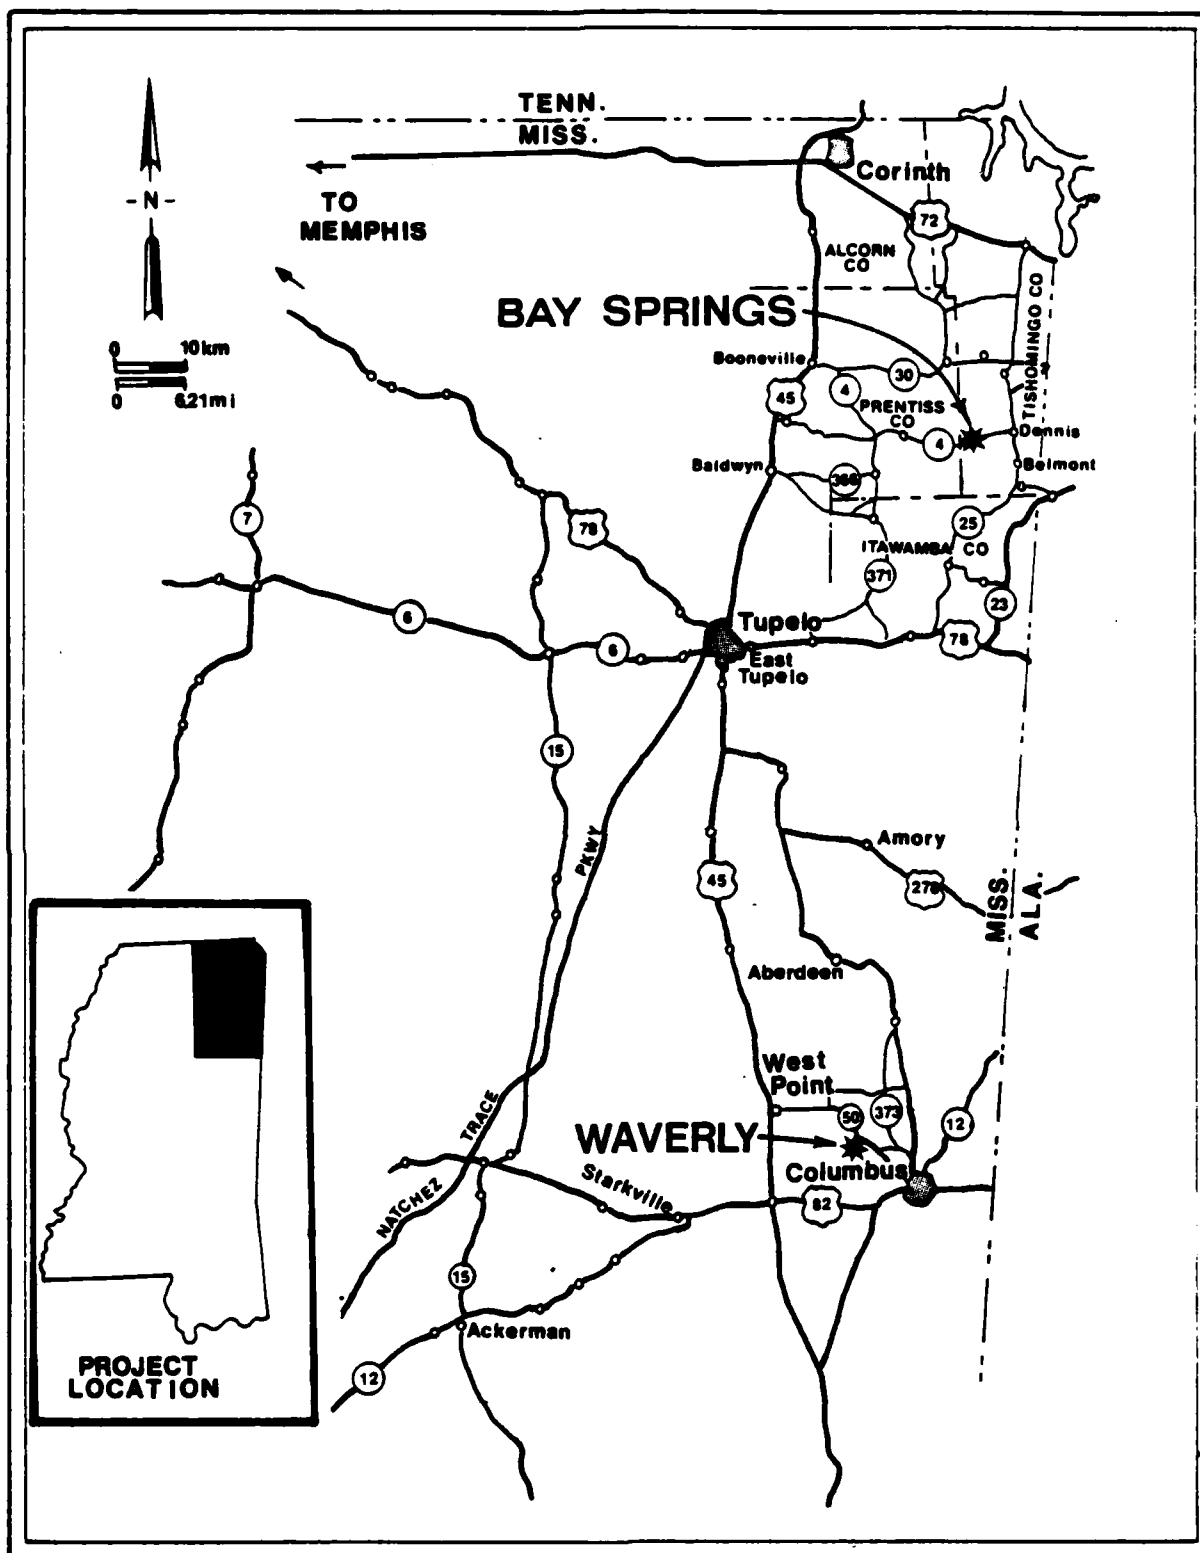 TENN.
MISS.
Corinth
N
TO
MEMPHIS
72
ALCORN
CO
BAY SPRINGS
TISHOMINGO CO
0 10km
0 6.21mi
Booneville
30
4
45
PRENTISS
CO
4
Dennis
Baldwyn
Belmont
366
7
78
25
ITAWAMBA CO
371
23
6
Tupelo
6
78
East
Tupelo
15
PKWY
Amory
45
278
MISS.
ALA.
Aberdeen
West
Point
50
373
12
TRACE
WAVERLY
Columbus
Starkville
NATCHEZ
82
15
Ackerman
12
PROJECT
LOCATION